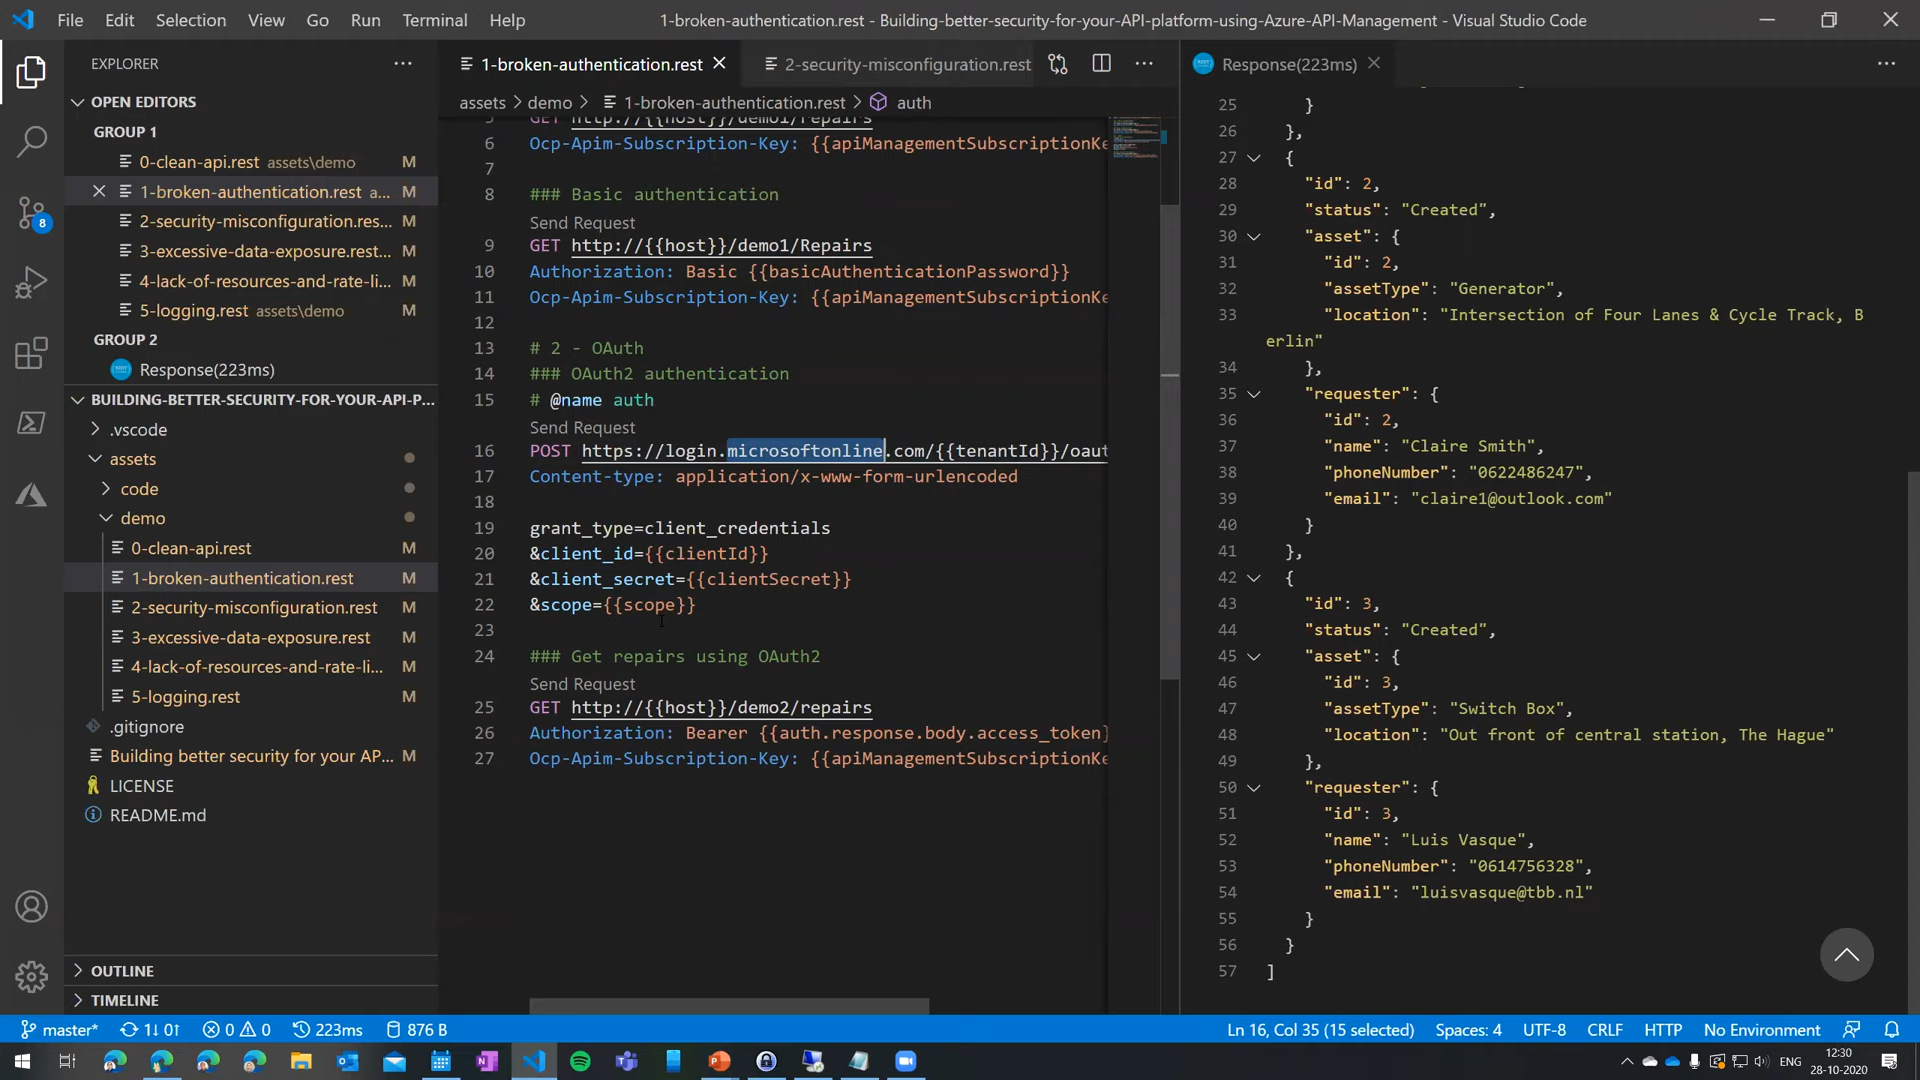 File Edit Selection View Go Run Terminal Help
1-broken-authentication.rest - Building-better-security-for-your-API-platform-using-Azure-API-Management - Visual Studio Code
EXPLORER
OPEN EDITORS
GROUP 1
0-clean-api.rest assets\demo M
1-broken-authentication.rest a... M
2-security-misconfiguration.res... M
3-excessive-data-exposure.rest... M
4-lack-of-resources-and-rate-li... M
5-logging.rest assets\demo M
GROUP 2
Response(223ms)
BUILDING-BETTER-SECURITY-FOR-YOUR-API-P...
.vscode
assets
code
demo
0-clean-api.rest M
1-broken-authentication.rest M
2-security-misconfiguration.rest M
3-excessive-data-exposure.rest M
4-lack-of-resources-and-rate-li... M
5-logging.rest M
.gitignore
Building better security for your AP... M
LICENSE
README.md
OUTLINE
TIMELINE
8
1-broken-authentication.rest
2-security-misconfiguration.rest
assets > demo > 1-broken-authentication.rest > auth
5 GET http://{{host}}/demo1/repairs
6 Ocp-Apim-Subscription-Key: {{apiManagementSubscriptionKe
7
8 ### Basic authentication
Send Request
9 GET http://{{host}}/demo1/Repairs
10 Authorization: Basic {{basicAuthenticationPassword}}
11 Ocp-Apim-Subscription-Key: {{apiManagementSubscriptionKe
12
13 # 2 - OAuth
14 ### OAuth2 authentication
15 # @name auth
Send Request
16 POST https://login.microsoftonline.com/{{tenantId}}/oaut
17 Content-type: application/x-www-form-urlencoded
18
19 grant_type=client_credentials
20 &client_id={{clientId}}
21 &client_secret={{clientSecret}}
22 &scope={{scope}}
23
24 ### Get repairs using OAuth2
Send Request
25 GET http://{{host}}/demo2/repairs
26 Authorization: Bearer {{auth.response.body.access_token}
27 Ocp-Apim-Subscription-Key: {{apiManagementSubscriptionKe
Response(223ms)
25 }
26 },
27 {
28 "id": 2,
29 "status": "Created",
30 "asset": {
31 "id": 2,
32 "assetType": "Generator",
33 "location": "Intersection of Four Lanes & Cycle Track, B
erlin"
34 },
35 "requester": {
36 "id": 2,
37 "name": "Claire Smith",
38 "phoneNumber": "0622486247",
39 "email": "claire1@outlook.com"
40 }
41 },
42 {
43 "id": 3,
44 "status": "Created",
45 "asset": {
46 "id": 3,
47 "assetType": "Switch Box",
48 "location": "Out front of central station, The Hague"
49 },
50 "requester": {
51 "id": 3,
52 "name": "Luis Vasque",
53 "phoneNumber": "0614756328",
54 "email": "luisvasque@tbb.nl"
55 }
56 }
57 ]
master* 1↓ 0↑ 0 0 223ms 876 B
Ln 16, Col 35 (15 selected) Spaces: 4 UTF-8 CRLF HTTP No Environment
ENG
12:30
28-10-2020